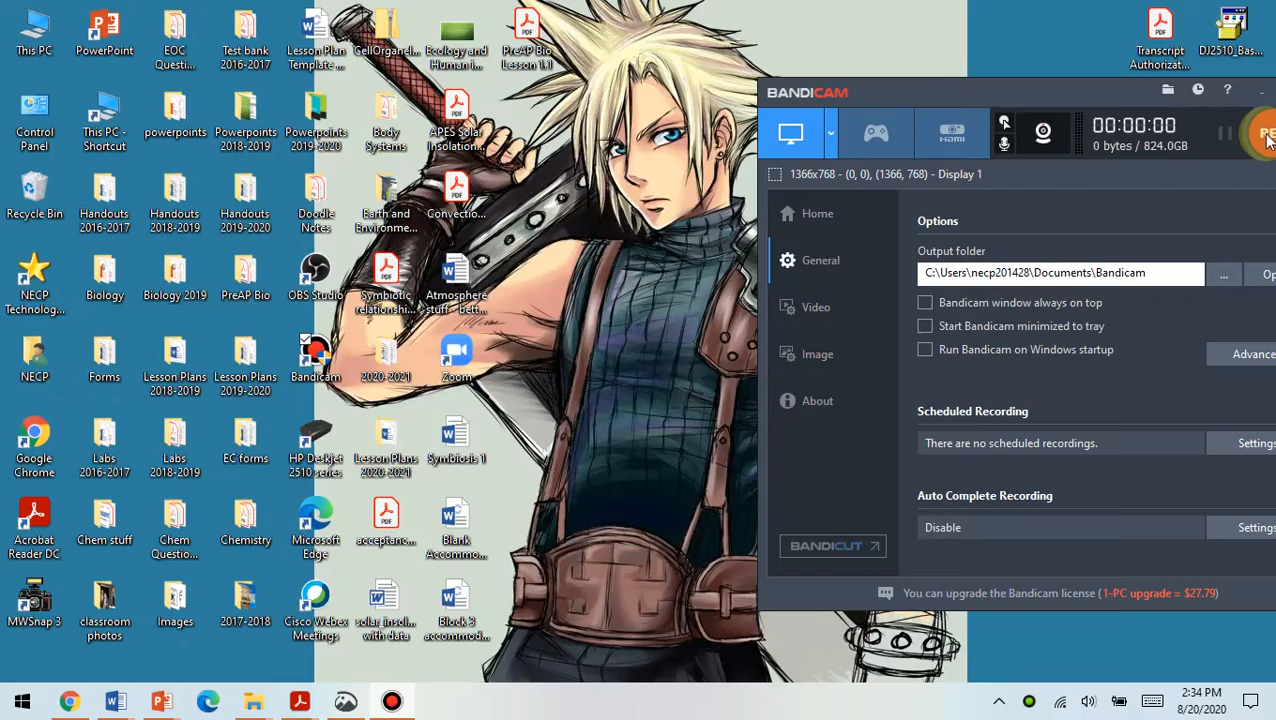 This PC
PowerPoint
EOC
Questi...
Test bank
2016-2017
Lesson Plan
Template ...
CellOrganel...
Ecology and
Human i...
PreAP Bio
Lesson 1.1
Transcript
Authorizat...
DJ2510_Bas...
Control
Panel
This PC -
Shortcut
powerpoints
Powerpoints
2018-2019
Powerpoints
2019-2020
Body
Systems
APES Solar
Insolation...
Recycle Bin
Handouts
2016-2017
Handouts
2018-2019
Handouts
2019-2020
Doodle
Notes
Earth and
Environme...
Convectio...
NECP
Technolog...
Biology
Biology 2019
PreAP Bio
OBS Studio
Symbiotic
relationshi...
Atmosphere
stuff - bett...
NECP
Forms
Lesson Plans
2018-2019
Lesson Plans
2019-2020
Bandicam
2020-2021
Zoom
Google
Chrome
Labs
2016-2017
Labs
2018-2019
EC forms
HP Deskjet
2510 series
Lesson Plans
2020-2021
Symbiosis 1
Acrobat
Reader DC
Chem stuff
Chem
Questio...
Chemistry
Microsoft
Edge
acceptanc...
Blank
Accommo...
MWSnap 3
classroom
photos
Images
2017-2018
Cisco Webex
Meetings
solar_insol...
with data
Block 3
accommod...
BANDICAM
?
HDMI
00:00:00
0 bytes / 824.0GB
RE
1366x768 - (0, 0), (1366, 768) - Display 1
Home
General
Video
Image
About
BANDICUT
Options
Output folder
C:\Users\necp201428\Documents\Bandicam
...
Op
Bandicam window always on top
Start Bandicam minimized to tray
Run Bandicam on Windows startup
Advance
Scheduled Recording
There are no scheduled recordings.
Settings
Auto Complete Recording
Disable
Settings
You can upgrade the Bandicam license (1-PC upgrade = $27.79)
2:34 PM
8/20/2020